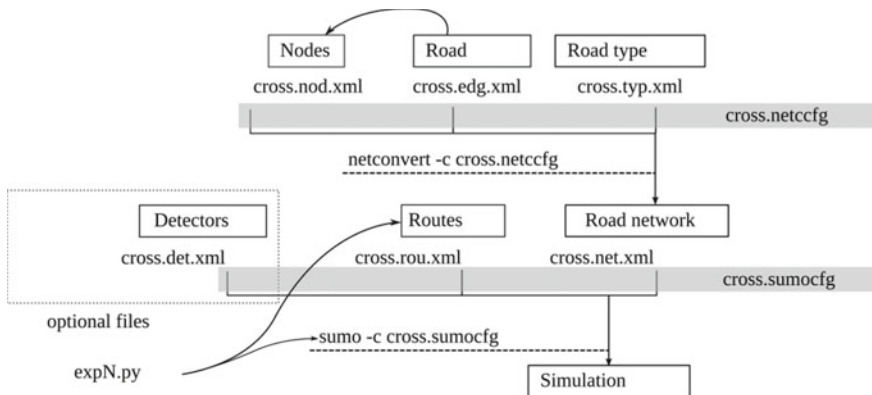 Nodes
Road
Road type
cross.nod.xml
cross.edg.xml
cross.typ.xml
cross.netccfg
netconvert -c cross.netccfg
Detectors
Routes
Road network
cross.det.xml
cross.rou.xml
cross.net.xml
cross.sumocfg
optional files
sumo -c cross.sumocfg
expN.py
Simulation